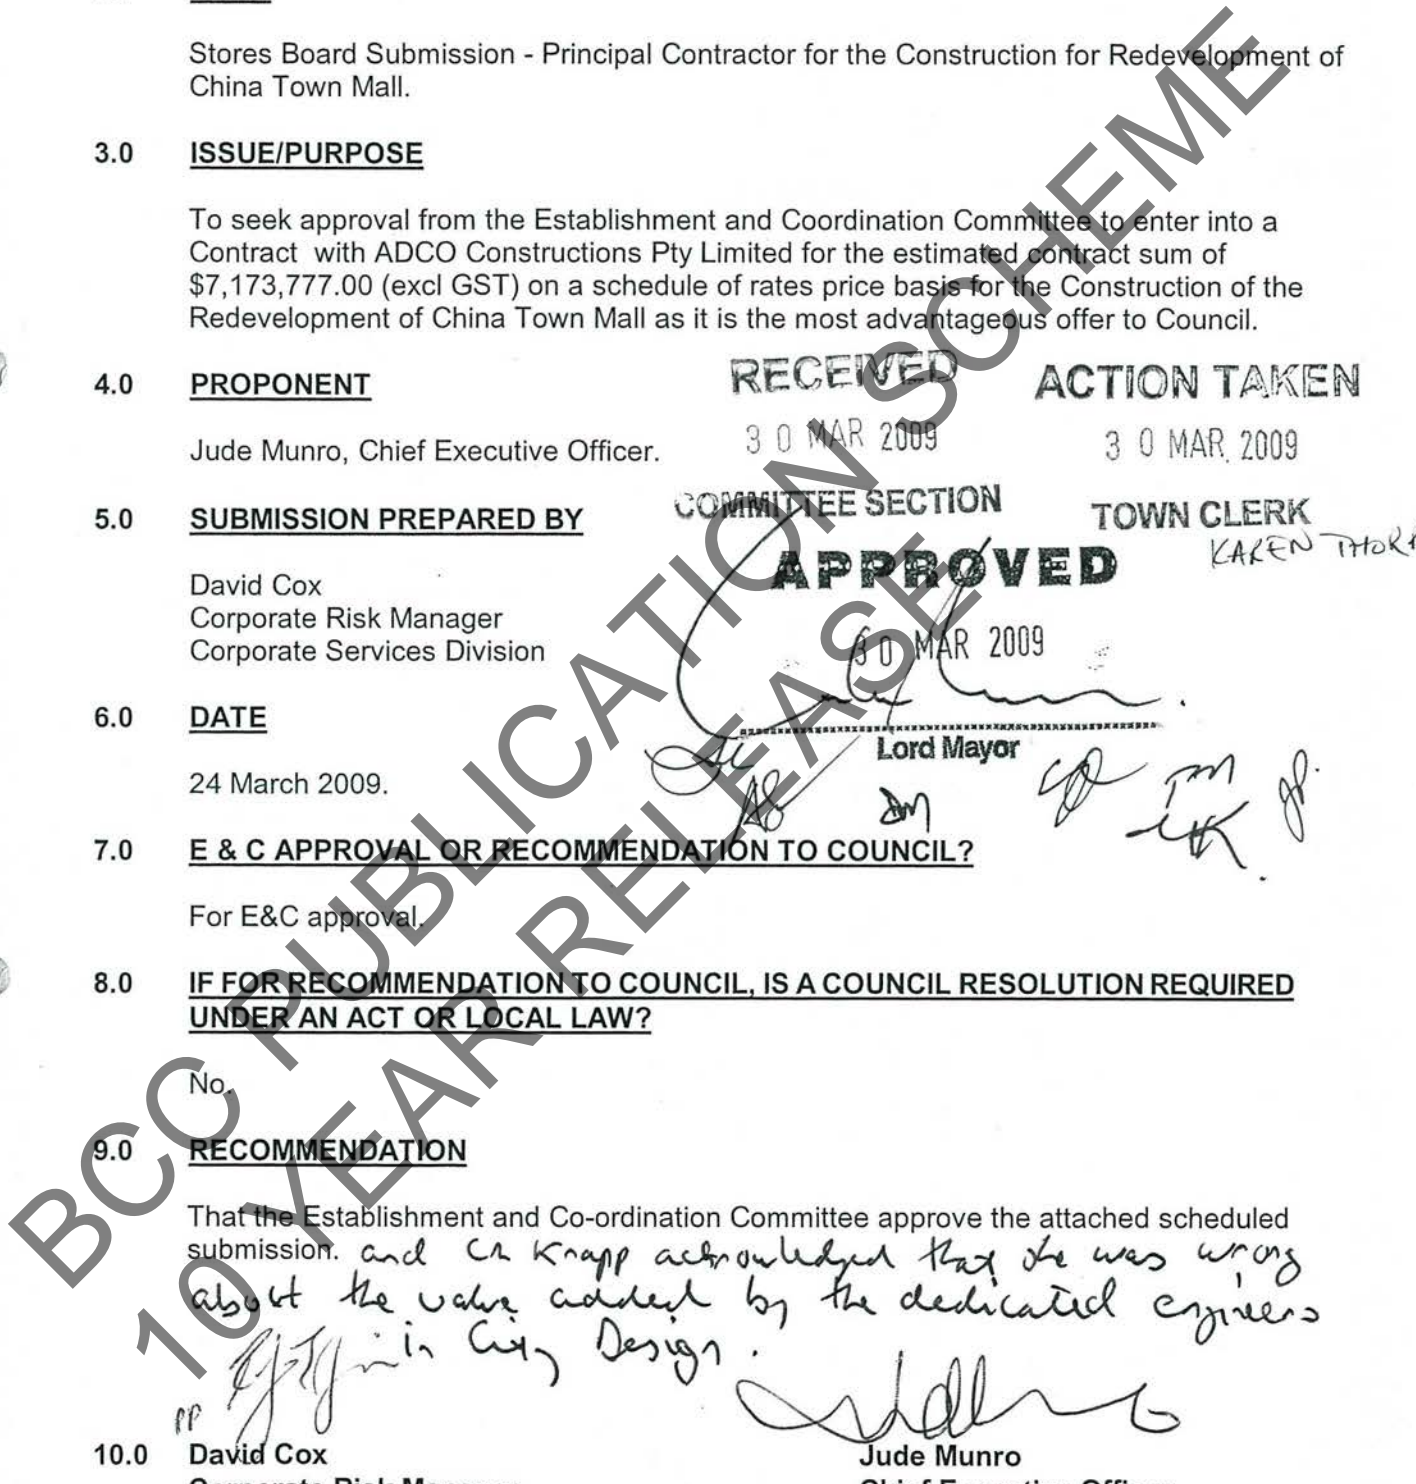 Stores Board Submission - Principal Contractor for the Construction for Redevelopment of
China Town Mall.
3.0 ISSUE/PURPOSE
To seek approval from the Establishment and Coordination Committee to enter into a
Contract with ADCO Constructions Pty Limited for the estimated contract sum of
$7,173,777.00 (excl GST) on a schedule of rates price basis for the Construction of the
Redevelopment of China Town Mall as it is the most advantageous offer to Council.
4.0 PROPONENT
RECEIVED
ACTION TAKEN
Jude Munro, Chief Executive Officer.
30 MAR 2009
30 MAR 2009
5.0 SUBMISSION PREPARED BY
COMMITTEE SECTION
TOWN CLERK
KAREN
APPROVED
David Cox
Corporate Risk Manager
Corporate Services Division
30 MAR 2009
6.0 DATE
Lord Mayor
24 March 2009.
7.0 E & C APPROVAL OR RECOMMENDATION TO COUNCIL?
For E&C approval.
8.0 IF FOR RECOMMENDATION TO COUNCIL, IS A COUNCIL RESOLUTION REQUIRED
UNDER AN ACT OR LOCAL LAW?
No.
9.0 RECOMMENDATION
That the Establishment and Co-ordination Committee approve the attached scheduled
submission. and Cr Knapp acknowledged that she was wrong
about the value added by the dedicated engineers
in City Design.
pp
10.0 David Cox Jude Munro
Corporate Risk Manager Chief Executive Officer
BCC PUBLICATION SCHEME
10 YEAR RELEASE